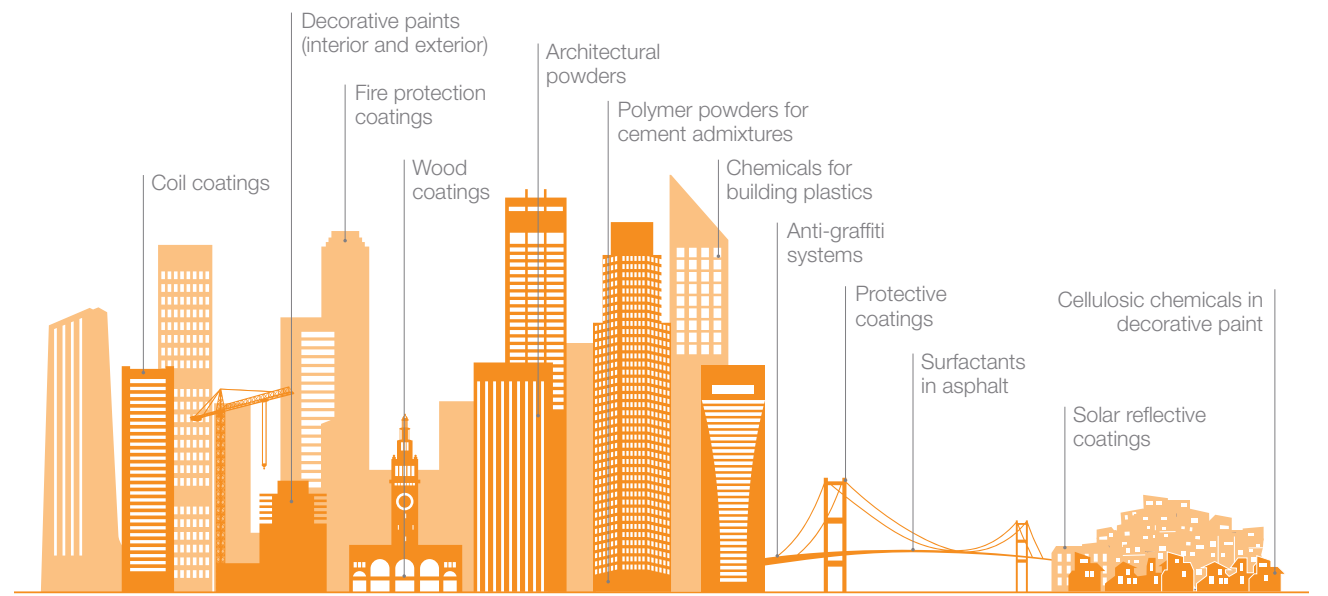 Decorative paints
(interior and exterior)
Architectural
powders
Fire protection
coatings
Polymer powders for
cement admixtures
Coil coatings
Wood
coatings
Chemicals for
building plastics
Anti-graffiti
systems
Protective
coatings
Cellulosic chemicals in
decorative paint
Surfactants
in asphalt
Solar reflective
coatings